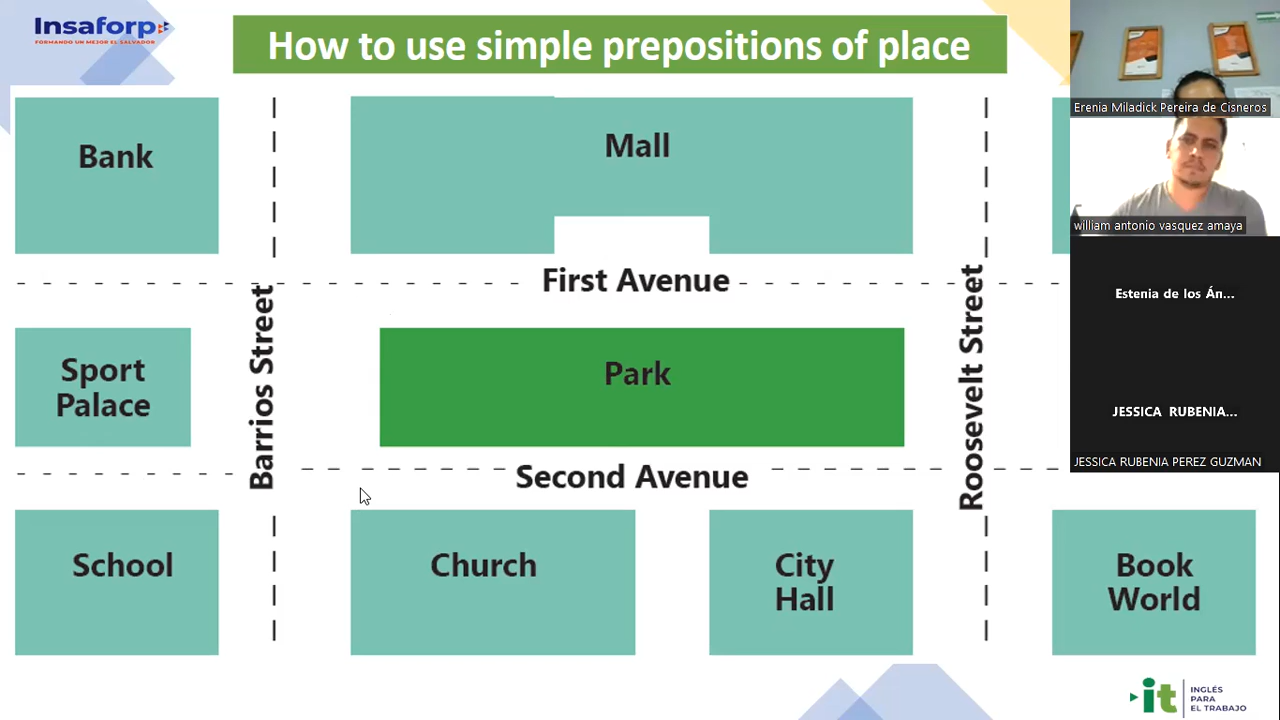 Insaforp
FORMANDO UN MEJOR EL SALVADOR
How to use simple prepositions of place
Erenia Miladick Pereira de Cisneros
Bank
Mall
william antonio vasquez amaya
First Avenue
Estenia de los Án...
Barrios Street
Roosevelt Street
Sport
Palace
Park
JESSICA RUBENIA...
JESSICA RUBENIA PEREZ GUZMAN
Second Avenue
School
Church
City
Hall
Book
World
it
INGLÉS
PARA
EL TRABAJO